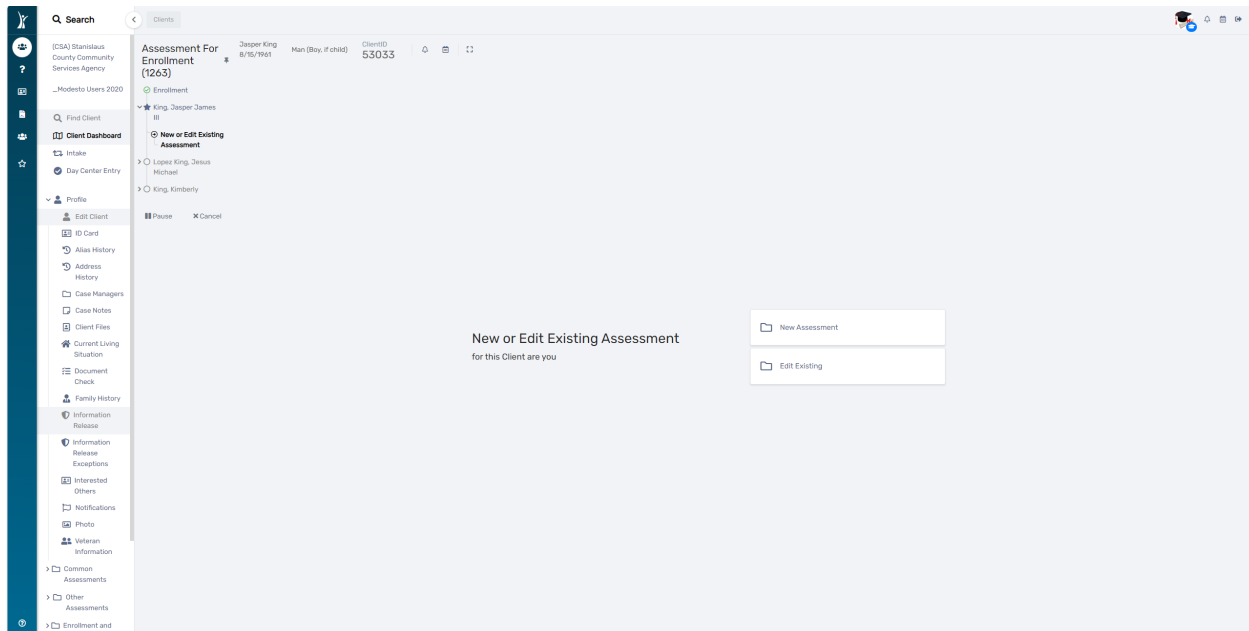 Search
Clients
(CSA) Stanislaus
County Community
Services Agency
_Modesto Users 2020
Find Client
Client Dashboard
Intake
Day Center Entry
Profile
Edit Client
ID Card
Alias History
Address
History
Case Managers
Case Notes
Client Files
Current Living
Situation
Document
Check
Family History
Information
Release
Information
Release
Exceptions
Interested
Others
Notifications
Photo
Veteran
Information
Common
Assessments
Other
Assessments
Enrollment and
Assessment For
Enrollment
(1263)
Jasper King
8/15/1961
Man (Boy, if child)
ClientID
53033
Enrollment
King, Jasper James
III
New or Edit Existing
Assessment
Lopez King, Jesus
Michael
King, Kimberly
Pause
Cancel
New or Edit Existing Assessment
for this Client are you
New Assessment
Edit Existing